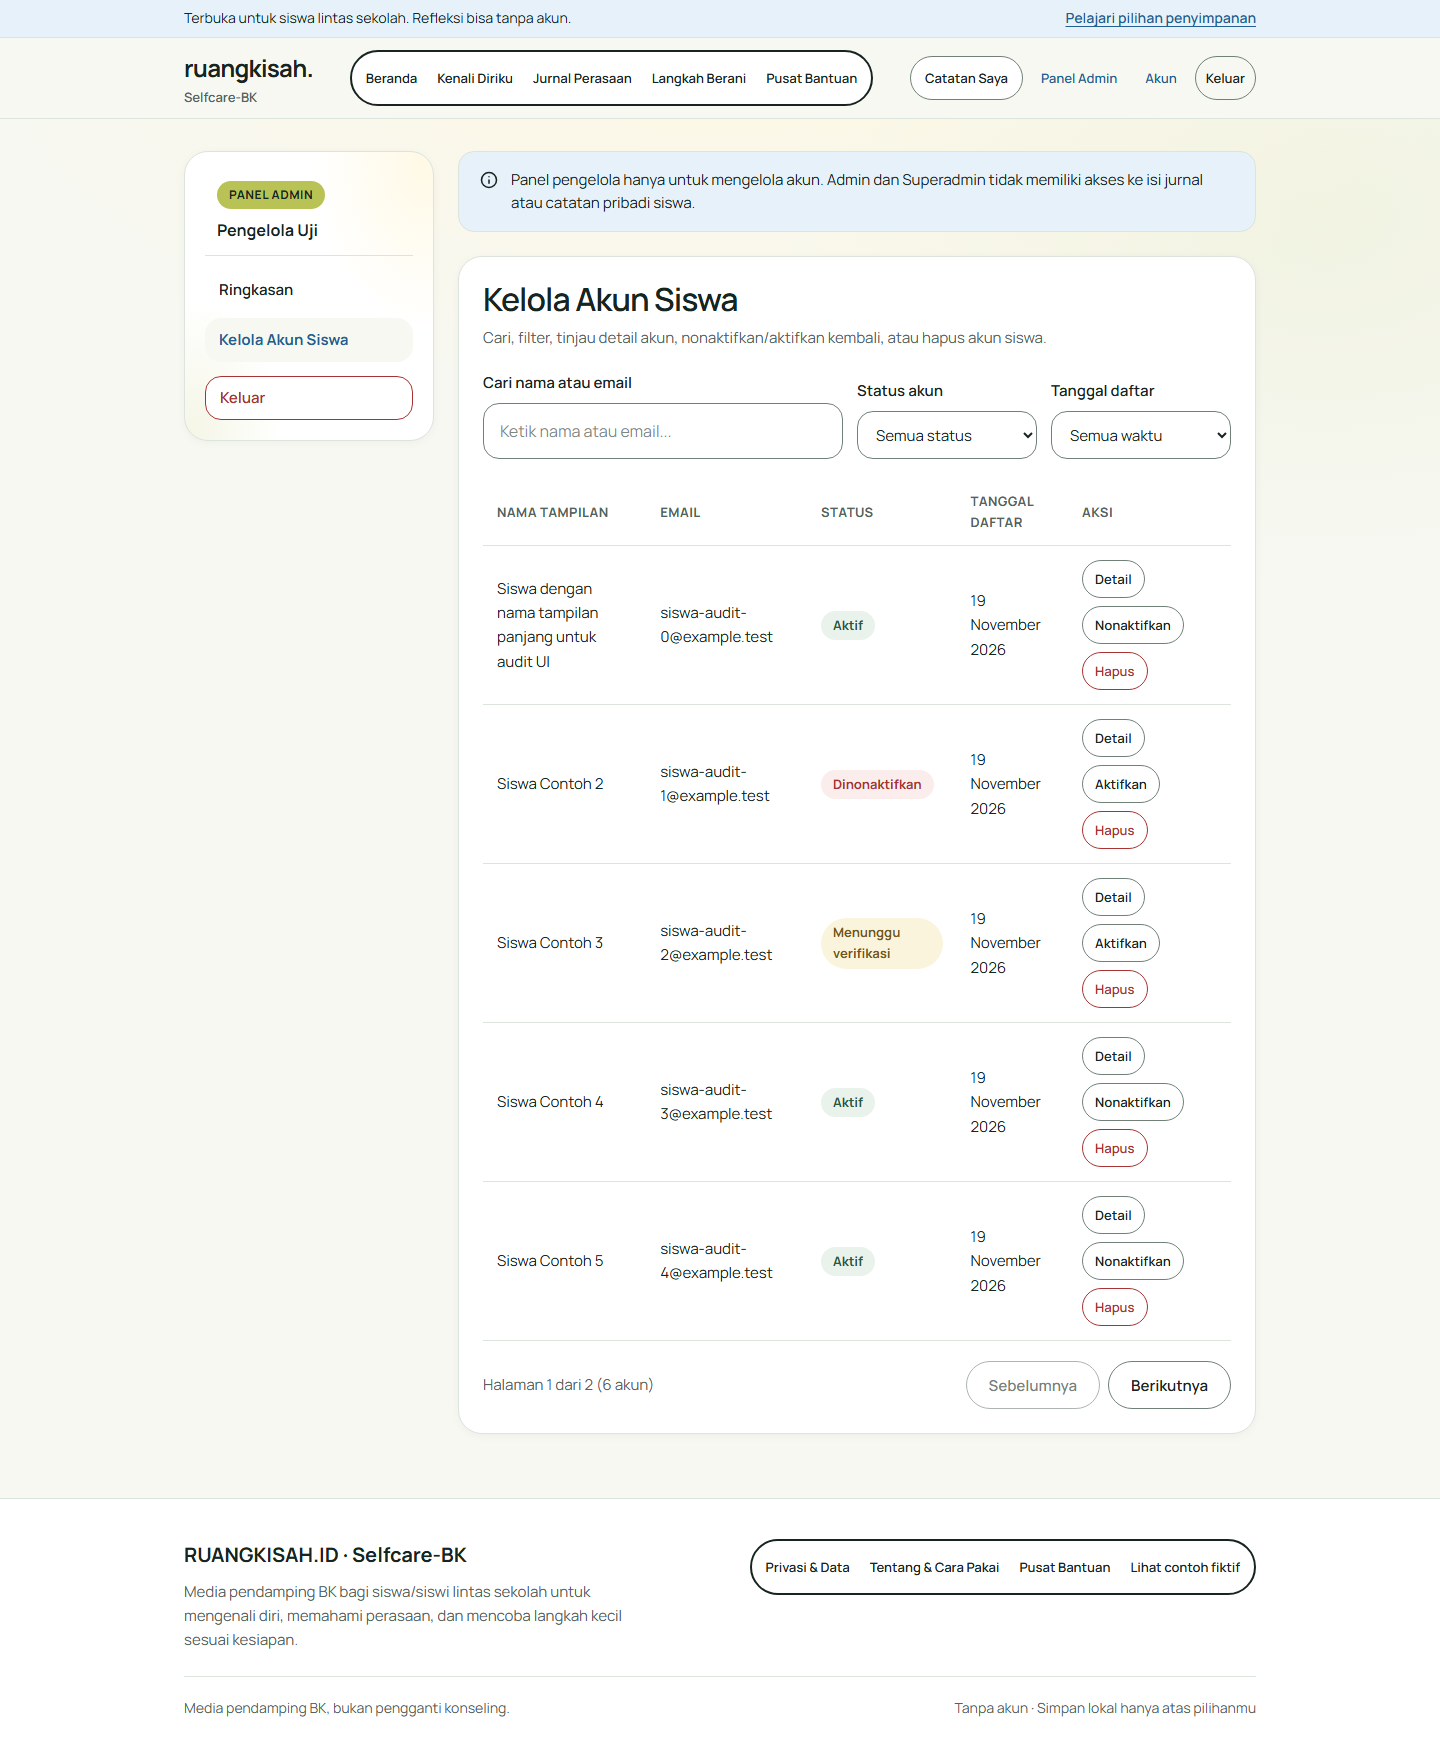 Terbuka untuk siswa lintas sekolah. Refleksi bisa tanpa akun.
Pelajari pilihan penyimpanan
ruangkisah.
Selfcare-BK
Beranda
Kenali Diriku
Jurnal Perasaan
Langkah Berani
Pusat Bantuan
Catatan Saya
Panel Admin
Akun
Keluar
PANEL ADMIN
Pengelola Uji
Ringkasan
Kelola Akun Siswa
Keluar
Panel pengelola hanya untuk mengelola akun. Admin dan Superadmin tidak memiliki akses ke isi jurnal
atau catatan pribadi siswa.
Kelola Akun Siswa
Cari, filter, tinjau detail akun, nonaktifkan/aktifkan kembali, atau hapus akun siswa.
Cari nama atau email
Ketik nama atau email...
Status akun
Semua status
Tanggal daftar
Semua waktu
NAMA TAMPILAN
EMAIL
STATUS
TANGGAL
DAFTAR
AKSI
Siswa dengan
nama tampilan
panjang untuk
audit UI
siswa-audit-
0@example.test
Aktif
19
November
2026
Detail
Nonaktifkan
Hapus
Siswa Contoh 2
siswa-audit-
1@example.test
Dinonaktifkan
19
November
2026
Detail
Aktifkan
Hapus
Siswa Contoh 3
siswa-audit-
2@example.test
Menunggu
verifikasi
19
November
2026
Detail
Aktifkan
Hapus
Siswa Contoh 4
siswa-audit-
3@example.test
Aktif
19
November
2026
Detail
Nonaktifkan
Hapus
Siswa Contoh 5
siswa-audit-
4@example.test
Aktif
19
November
2026
Detail
Nonaktifkan
Hapus
Halaman 1 dari 2 (6 akun)
Sebelumnya
Berikutnya
RUANGKISAH.ID · Selfcare-BK
Media pendamping BK bagi siswa/siswi lintas sekolah untuk
mengenali diri, memahami perasaan, dan mencoba langkah kecil
sesuai kesiapan.
Privasi & Data
Tentang & Cara Pakai
Pusat Bantuan
Lihat contoh fiktif
Media pendamping BK, bukan pengganti konseling.
Tanpa akun · Simpan lokal hanya atas pilihanmu